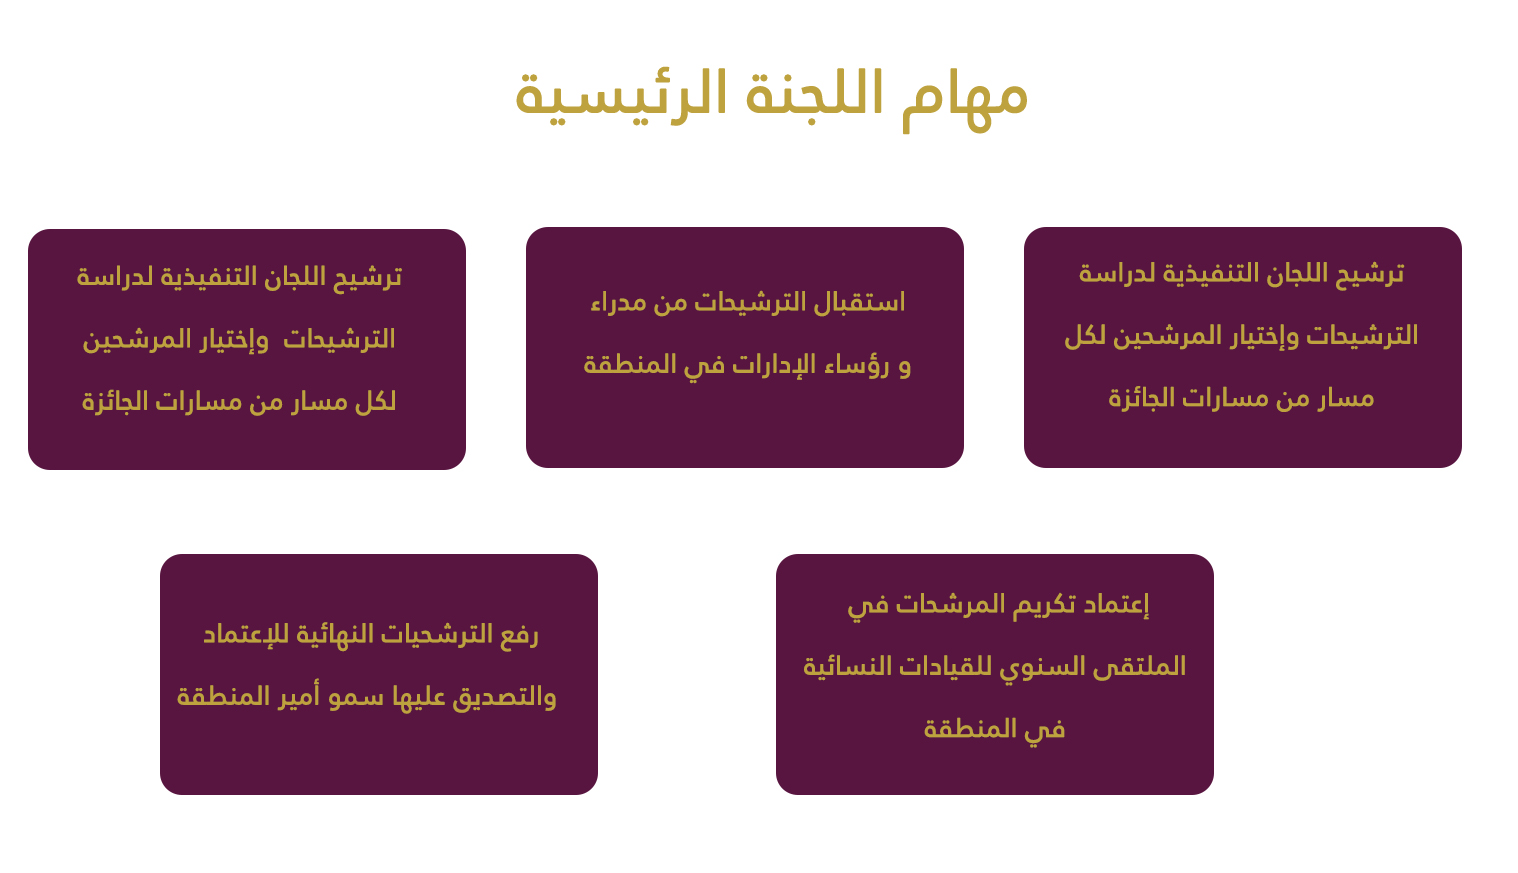 مهام اللجنة الرئيسية
ترشيح اللجان التنفيذية لدراسة
الترشيحات وإختيار المرشحين لكل
مسار من مسارات الجائزة
استقبال الترشيحات من مدراء
و رؤساء الإدارات في المنطقة
ترشيح اللجان التنفيذية لدراسة
الترشيحات وإختيار المرشحين
لكل مسار من مسارات الجائزة
إعتماد تكريم المرشحات في
الملتقى السنوي للقيادات النسائية
في المنطقة
رفع الترشحيات النهائية للإعتماد
والتصديق عليها سمو أمير المنطقة